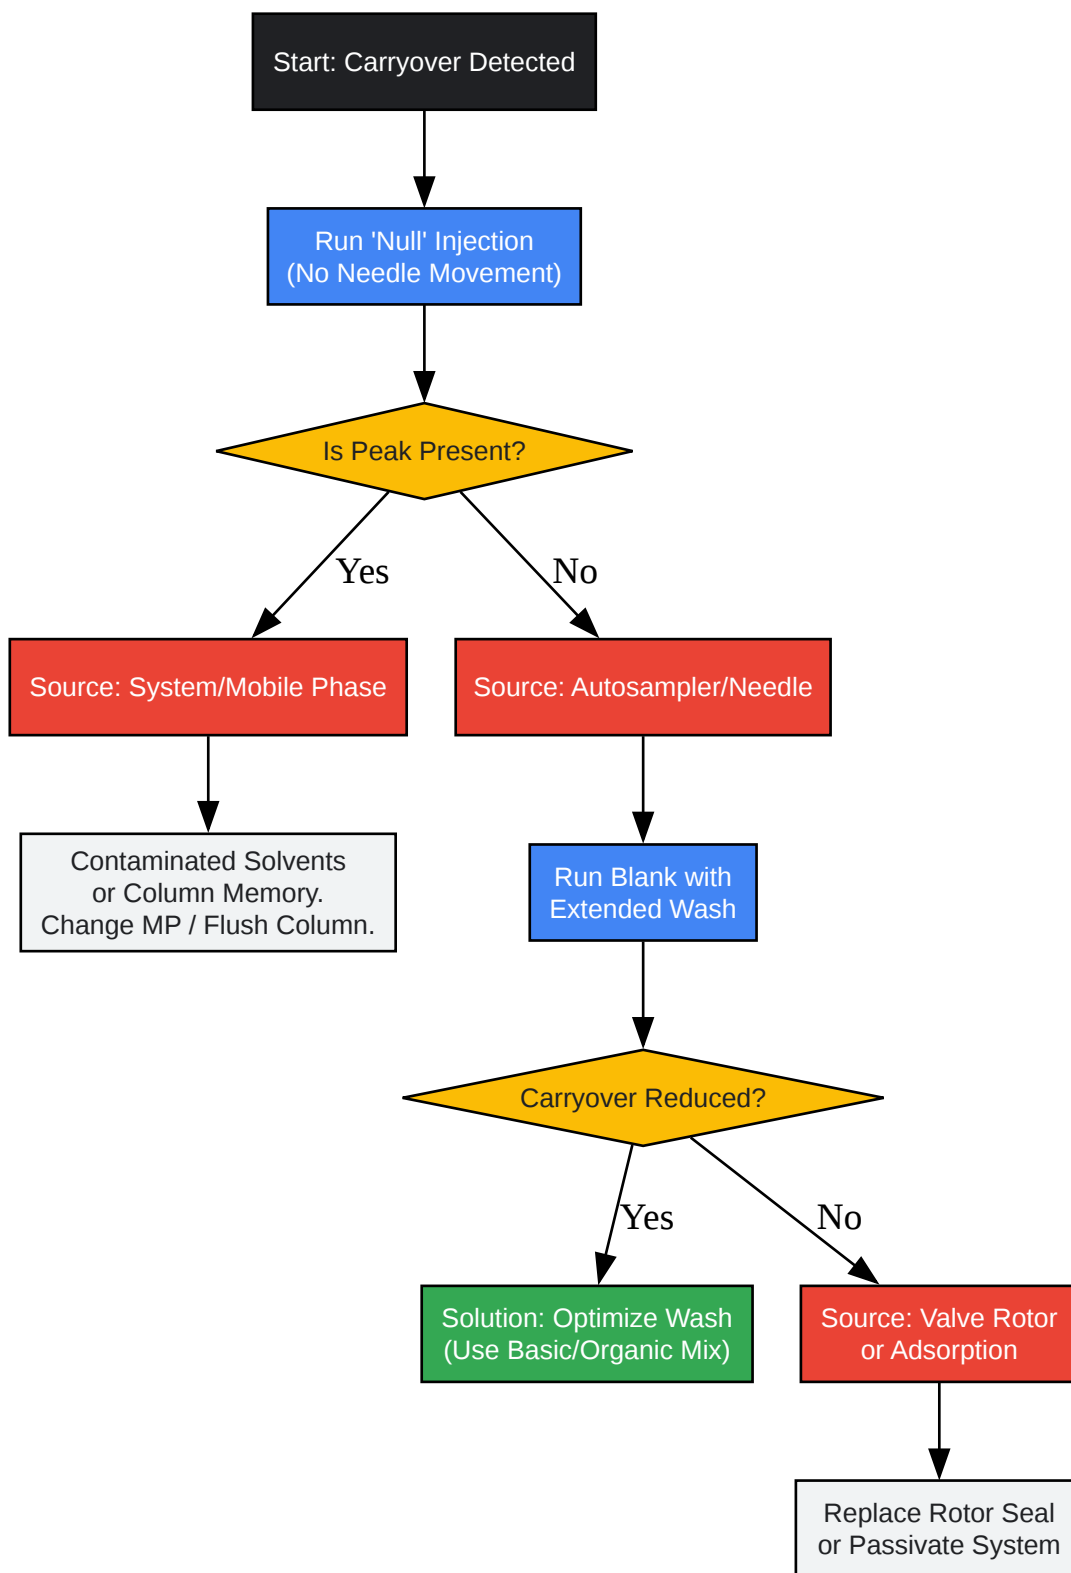 Start: Carryover Detected
Run 'Null' Injection
(No Needle Movement)
Is Peak Present?
Yes
No
Source: System/Mobile Phase
Source: Autosampler/Needle
Contaminated Solvents
or Column Memory.
Change MP / Flush Column.
Run Blank with
Extended Wash
Carryover Reduced?
Yes
No
Solution: Optimize Wash
(Use Basic/Organic Mix)
Source: Valve Rotor
or Adsorption
Replace Rotor Seal
or Passivate System